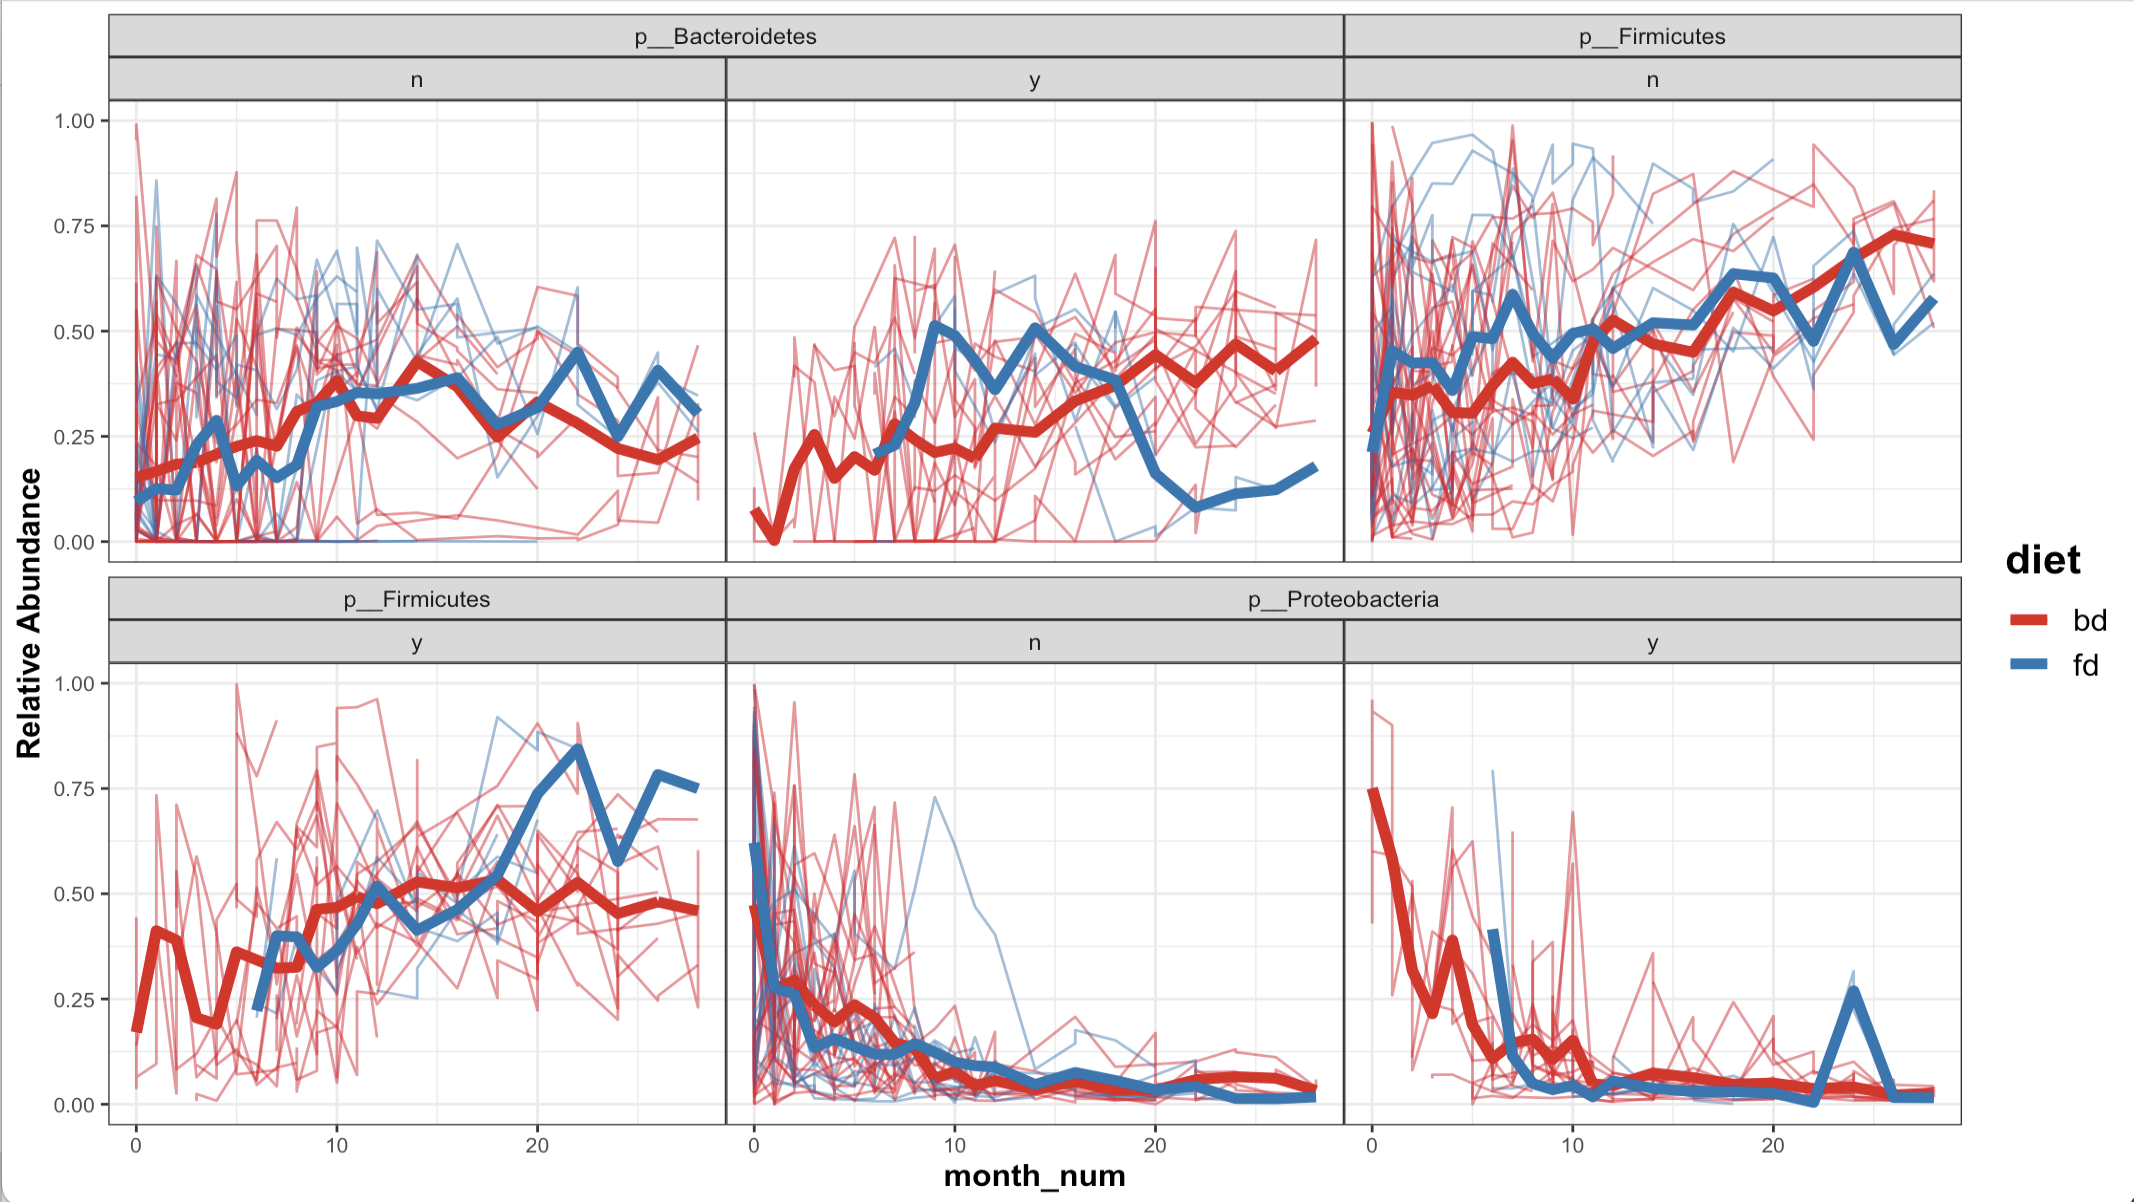 p__Bacteroidetes
p__Firmicutes
n
y
n
1.00
0.75
0.50
0.25
0.00
p__Firmicutes
p__Proteobacteria
y
n
y
1.00
0.75
0.50
0.25
0.00
0
10
20
0
10
20
0
10
20
Relative Abundance
month_num
diet
bd
fd